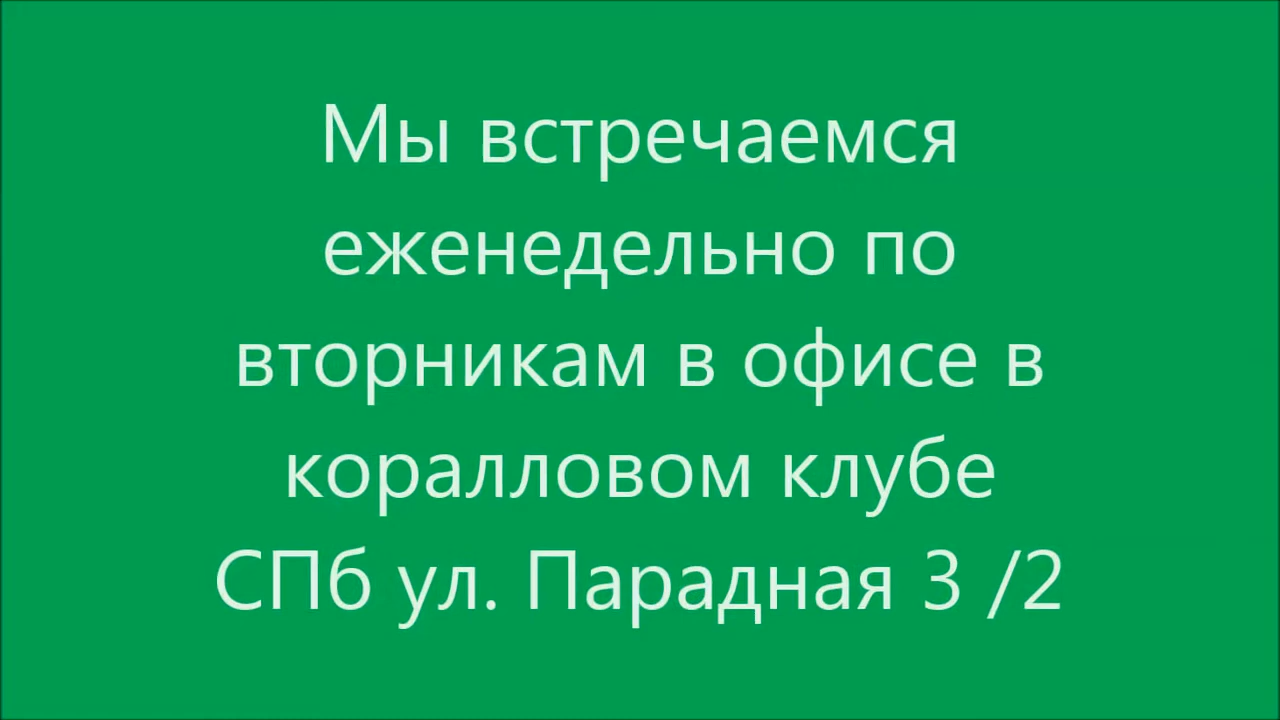 Мы встречаемся
еженедельно по
вторникам в офисе в
коралловом клубе
СПб ул. Парадная 3 /2